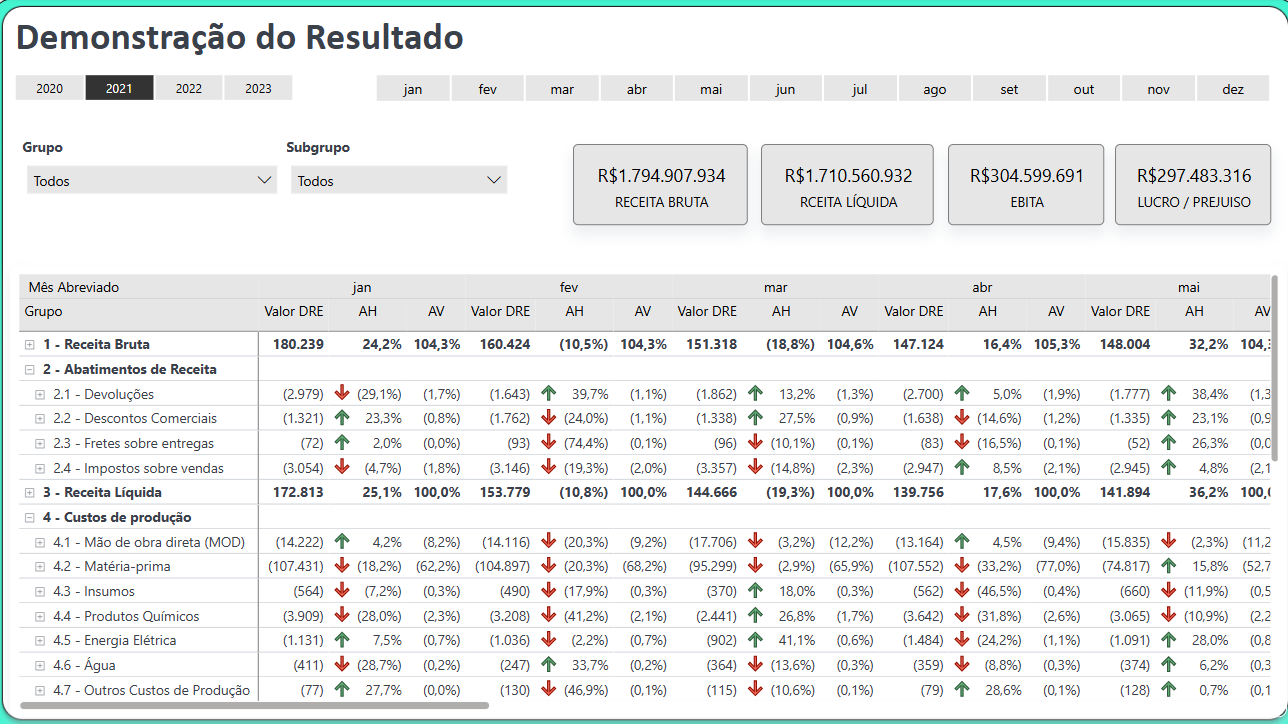 Demonstração do Resultado
2020 2021 2022 2023 jan fev mar abr mai jun jul ago set out nov dez
Grupo Subgrupo
Todos Todos
R$1.794.907.934 R$1.710.560.932 R$304.599.691 R$297.483.316
RECEITA BRUTA RCEITA LÍQUIDA EBITA LUCRO / PREJUISO
Mês Abreviado jan fev mar abr mai
Grupo Valor DRE AH AV Valor DRE AH AV Valor DRE AH AV Valor DRE AH AV Valor DRE AH AV
1 - Receita Bruta 180.239 24,2% 104,3% 160.424 (10,5%) 104,3% 151.318 (18,8%) 104,6% 147.124 16,4% 105,3% 148.004 32,2% 104,3
2 - Abatimentos de Receita
2.1 - Devoluções (2.979) (29,1%) (1,7%) (1.643) 39,7% (1,1%) (1.862) 13,2% (1,3%) (2.700) 5,0% (1,9%) (1.777) 38,4% (1,3
2.2 - Descontos Comerciais (1.321) 23,3% (0,8%) (1.762) (24,0%) (1,1%) (1.338) 27,5% (0,9%) (1.638) (14,6%) (1,2%) (1.335) 23,1% (0,9
2.3 - Fretes sobre entregas (72) 2,0% (0,0%) (93) (74,4%) (0,1%) (96) (10,1%) (0,1%) (83) (16,5%) (0,1%) (52) 26,3% (0,0
2.4 - Impostos sobre vendas (3.054) (4,7%) (1,8%) (3.146) (19,3%) (2,0%) (3.357) (14,8%) (2,3%) (2.947) 8,5% (2,1%) (2.945) 4,8% (2,1
3 - Receita Líquida 172.813 25,1% 100,0% 153.779 (10,8%) 100,0% 144.666 (19,3%) 100,0% 139.756 17,6% 100,0% 141.894 36,2% 100,0
4 - Custos de produção
4.1 - Mão de obra direta (MOD) (14.222) 4,2% (8,2%) (14.116) (20,3%) (9,2%) (17.706) (3,2%) (12,2%) (13.164) 4,5% (9,4%) (15.835) (2,3%) (11,2
4.2 - Matéria-prima (107.431) (18,2%) (62,2%) (104.897) (20,3%) (68,2%) (95.299) (2,9%) (65,9%) (107.552) (33,2%) (77,0%) (74.817) 15,8% (52,7
4.3 - Insumos (564) (7,2%) (0,3%) (490) (17,9%) (0,3%) (370) 18,0% (0,3%) (562) (46,5%) (0,4%) (660) (11,9%) (0,5
4.4 - Produtos Químicos (3.909) (28,0%) (2,3%) (3.208) (41,2%) (2,1%) (2.441) 26,8% (1,7%) (3.642) (31,8%) (2,6%) (3.065) (10,9%) (2,2
4.5 - Energia Elétrica (1.131) 7,5% (0,7%) (1.036) (2,2%) (0,7%) (902) 41,1% (0,6%) (1.484) (24,2%) (1,1%) (1.091) 28,0% (0,8
4.6 - Água (411) (28,7%) (0,2%) (247) 33,7% (0,2%) (364) (13,6%) (0,3%) (359) (8,8%) (0,3%) (374) 6,2% (0,3
4.7 - Outros Custos de Produção (77) 27,7% (0,0%) (130) (46,9%) (0,1%) (115) (10,6%) (0,1%) (79) 28,6% (0,1%) (128) 0,7% (0,1